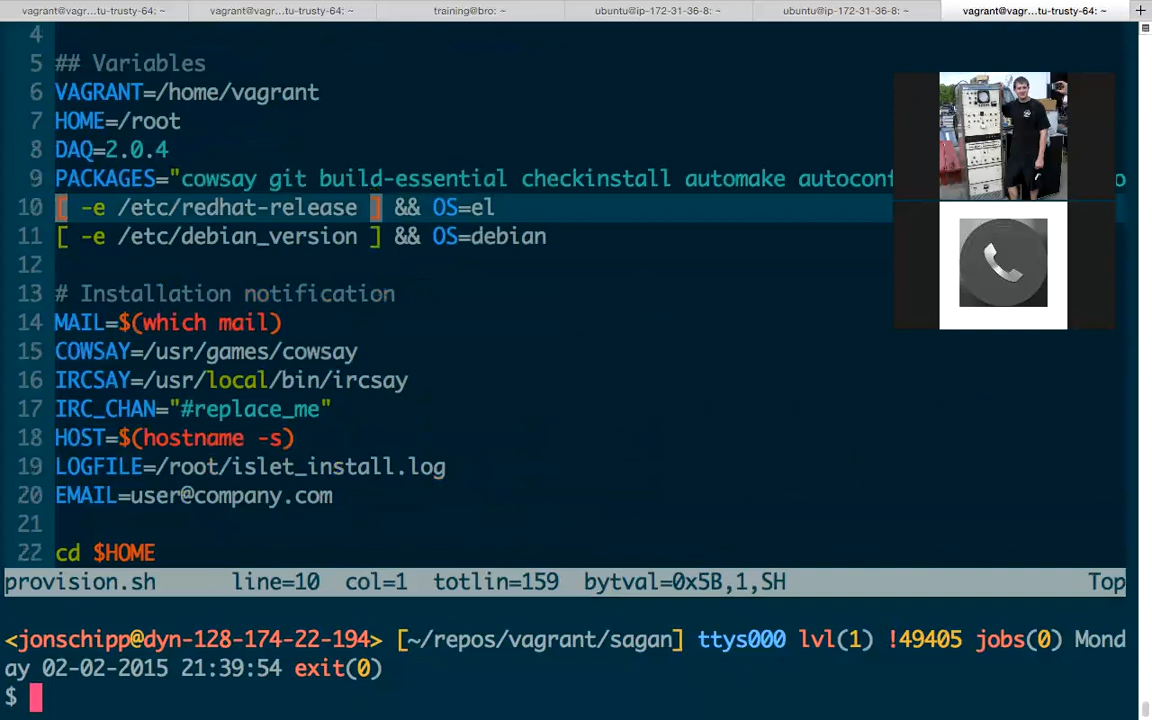 vagrant@vagr...tu-trusty-64: ~ vagrant@vagr...tu-trusty-64: ~ training@bro: ~ ubuntu@ip-172-31-36-8: ~ ubuntu@ip-172-31-36-8: ~ vagrant@vagr...tu-trusty-64: ~ +
4
5 ## Variables
6 VAGRANT=/home/vagrant
7 HOME=/root
8 DAQ=2.0.4
9 PACKAGES="cowsay git build-essential checkinstall automake autoconf o
10 [ -e /etc/redhat-release ] && OS=el
11 [ -e /etc/debian_version ] && OS=debian
12
13 # Installation notification
14 MAIL=$(which mail)
15 COWSAY=/usr/games/cowsay
16 IRCSAY=/usr/local/bin/ircsay
17 IRC_CHAN="#replace_me"
18 HOST=$(hostname -s)
19 LOGFILE=/root/islet_install.log
20 EMAIL=user@company.com
21
22 cd $HOME
provision.sh line=10 col=1 totlin=159 bytval=0x5B,1,SH Top
<jonschipp@dyn-128-174-22-194> [~/repos/vagrant/sagan] ttys000 lvl(1) !49405 jobs(0) Mond
ay 02-02-2015 21:39:54 exit(0)
$